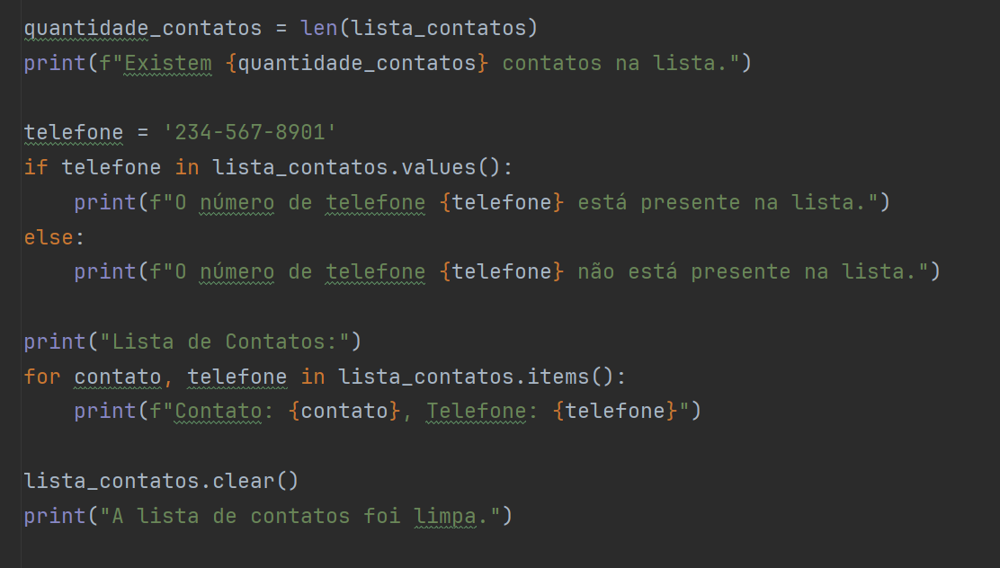 quantidade_contatos = len(lista_contatos)
print(f"Existem {quantidade_contatos} contatos na lista.")
telefone = '234-567-8901'
if telefone in lista_contatos.values():
    print(f"O número de telefone {telefone} está presente na lista.")
else:
    print(f"O número de telefone {telefone} não está presente na lista.")
print("Lista de Contatos:")
for contato, telefone in lista_contatos.items():
    print(f"Contato: {contato}, Telefone: {telefone}")
lista_contatos.clear()
print("A lista de contatos foi limpa.")